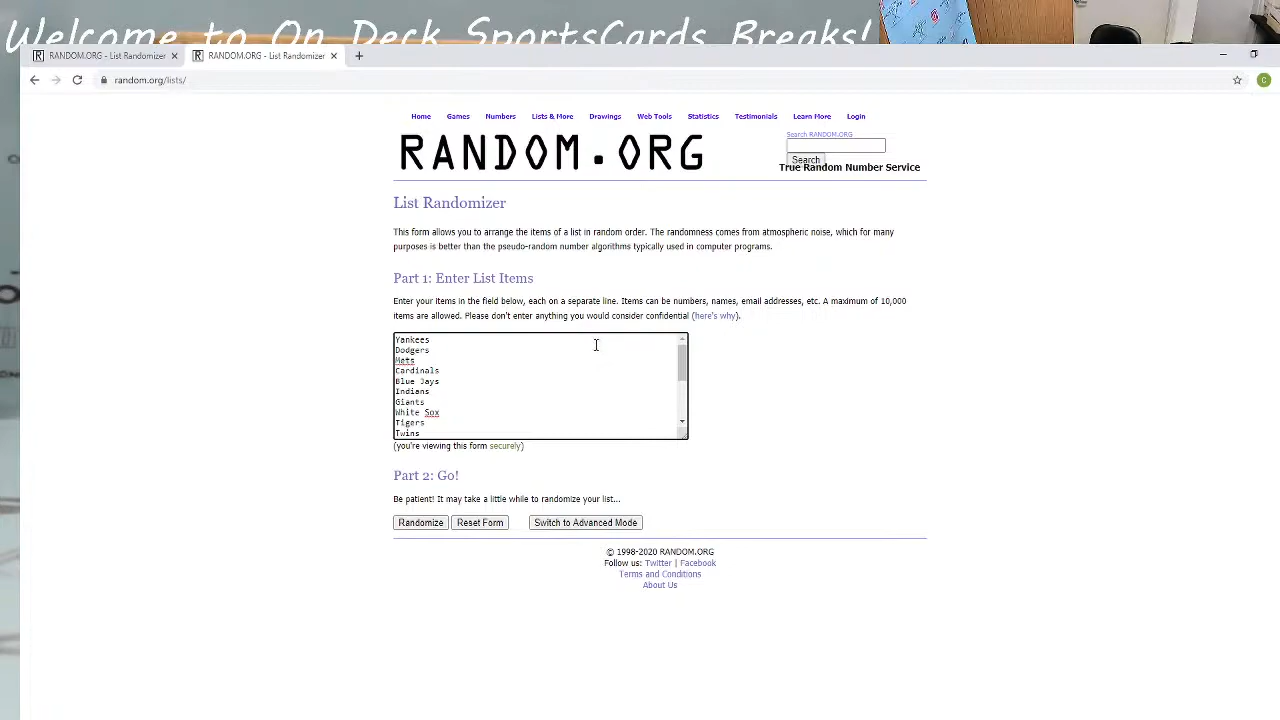 Welcome to On Deck SportsCards Breaks!
RANDOM.ORG - List Randomizer
RANDOM.ORG - List Randomizer
random.org/lists/
C
Home Games Numbers Lists & More Drawings Web Tools Statistics Testimonials Learn More Login
RANDOM.ORG
Search RANDOM.ORG
Search
True Random Number Service
List Randomizer
This form allows you to arrange the items of a list in random order. The randomness comes from atmospheric noise, which for many
purposes is better than the pseudo-random number algorithms typically used in computer programs.
Part 1: Enter List Items
Enter your items in the field below, each on a separate line. Items can be numbers, names, email addresses, etc. A maximum of 10,000
items are allowed. Please don't enter anything you would consider confidential (here's why).
Yankees
Dodgers
Mets
Cardinals
Blue Jays
Indians
Giants
White Sox
Tigers
Twins
(you're viewing this form securely)
Part 2: Go!
Be patient! It may take a little while to randomize your list...
Randomize Reset Form Switch to Advanced Mode
© 1998-2020 RANDOM.ORG
Follow us: Twitter | Facebook
Terms and Conditions
About Us